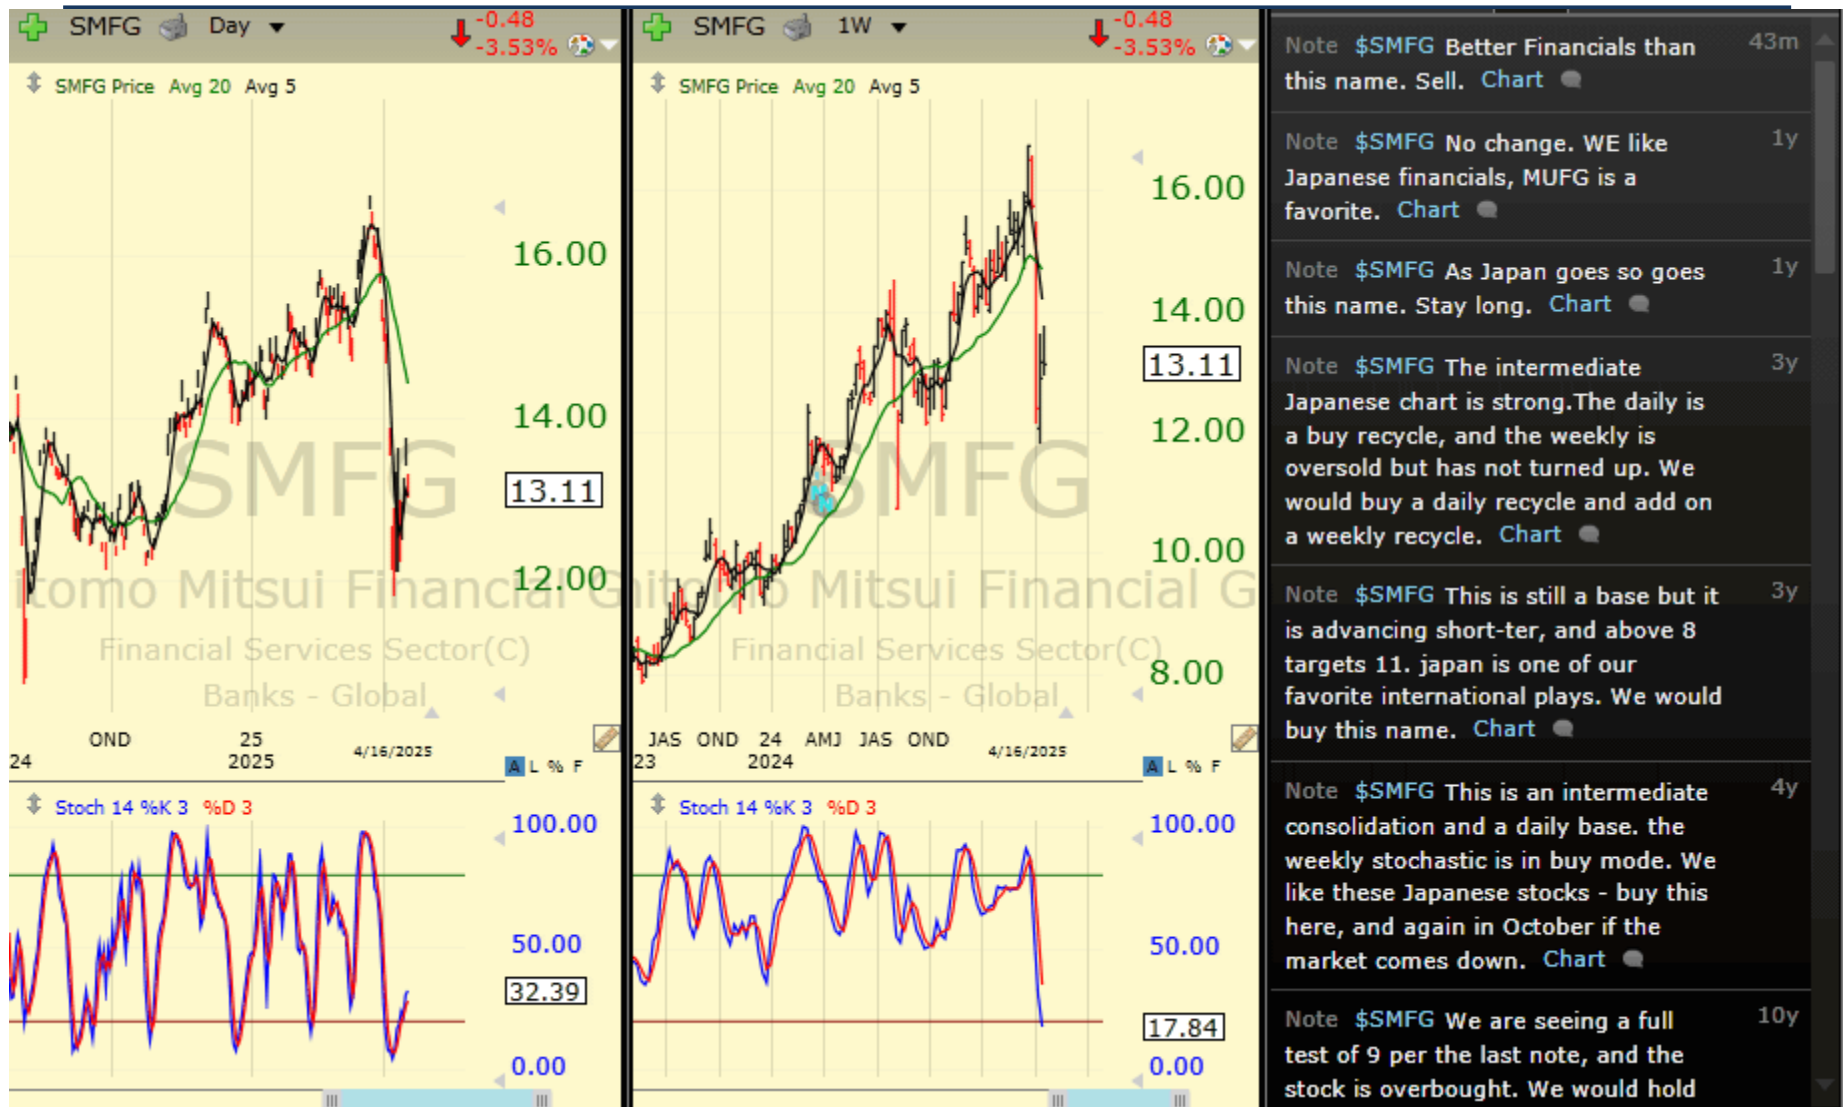 SMFG Day
-0.48
-3.53%
SMFG Price Avg 20 Avg 5
16.00
14.00
13.11
12.00
SMFG
itomo Mitsui Financial G
Financial Services Sector(C)
Banks - Global
OND 25 4/16/2025
24 2025
A L % F
Stoch 14 %K 3 %D 3
100.00
50.00
32.39
0.00
SMFG 1W
-0.48
-3.53%
SMFG Price Avg 20 Avg 5
16.00
14.00
13.11
12.00
10.00
8.00
SMFG
Mitsui Financial G
Financial Services Sector(C)
Banks - Global
JAS OND 24 AMJ JAS OND 4/16/2025
23 2024
A L % F
Stoch 14 %K 3 %D 3
100.00
50.00
17.84
0.00
Note $SMFG Better Financials than 43m
this name. Sell. Chart
Note $SMFG No change. WE like 1y
Japanese financials, MUFG is a
favorite. Chart
Note $SMFG As Japan goes so goes 1y
this name. Stay long. Chart
Note $SMFG The intermediate 3y
Japanese chart is strong.The daily is
a buy recycle, and the weekly is
oversold but has not turned up. We
would buy a daily recycle and add on
a weekly recycle. Chart
Note $SMFG This is still a base but it 3y
is advancing short-ter, and above 8
targets 11. japan is one of our
favorite international plays. We would
buy this name. Chart
Note $SMFG This is an intermediate 4y
consolidation and a daily base. the
weekly stochastic is in buy mode. We
like these Japanese stocks - buy this
here, and again in October if the
market comes down. Chart
Note $SMFG We are seeing a full 10y
test of 9 per the last note, and the
stock is overbought. We would hold